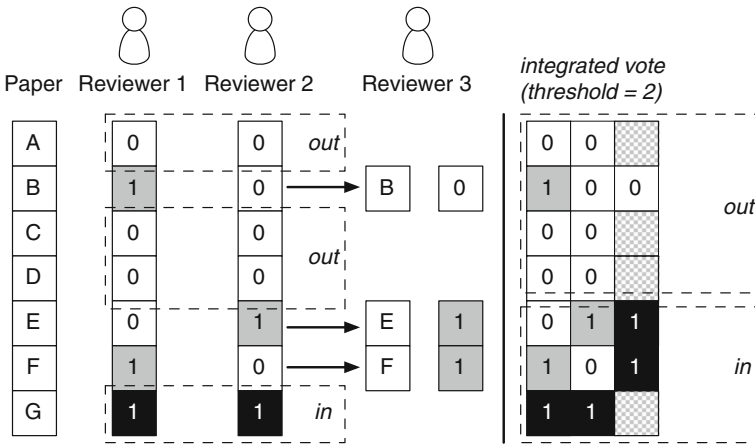 integrated vote
(threshold = 2)
Paper Reviewer 1 Reviewer 2 Reviewer 3
A 0 0 out 0 0
B 1 0 B 0 1 0 0
out
C 0 0 0 0
out
D 0 0 0 0
E 0 1 E 1 0 1 1
F 1 0 F 1 1 0 1
in
G 1 1 in 1 1